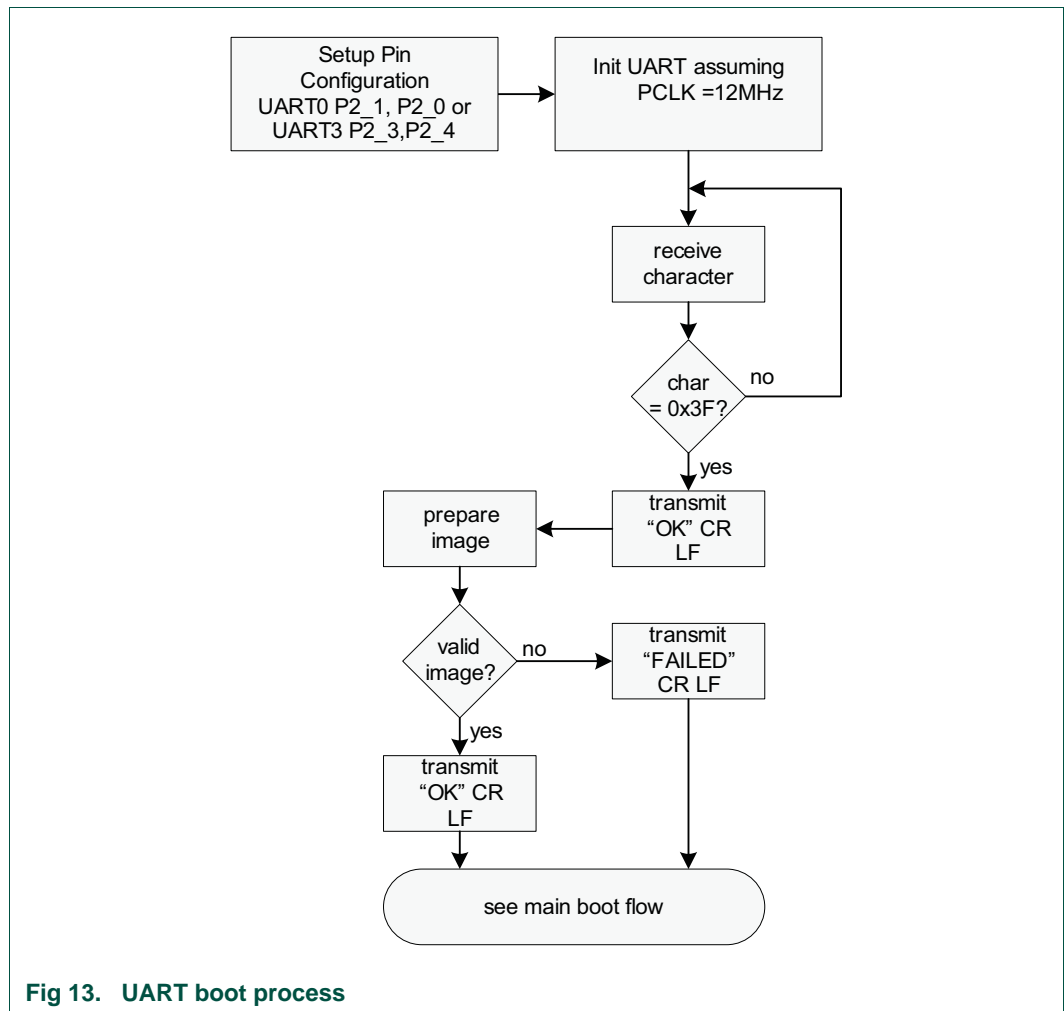 Setup Pin
Configuration
UART0 P2_1, P2_0 or
UART3 P2_3,P2_4
Init UART assuming
PCLK =12MHz
receive
character
char
= 0x3F?
no
yes
transmit
“OK” CR
LF
prepare
image
valid
image?
no
transmit
“FAILED”
CR LF
yes
transmit
“OK” CR
LF
see main boot flow
Fig 13. UART boot process